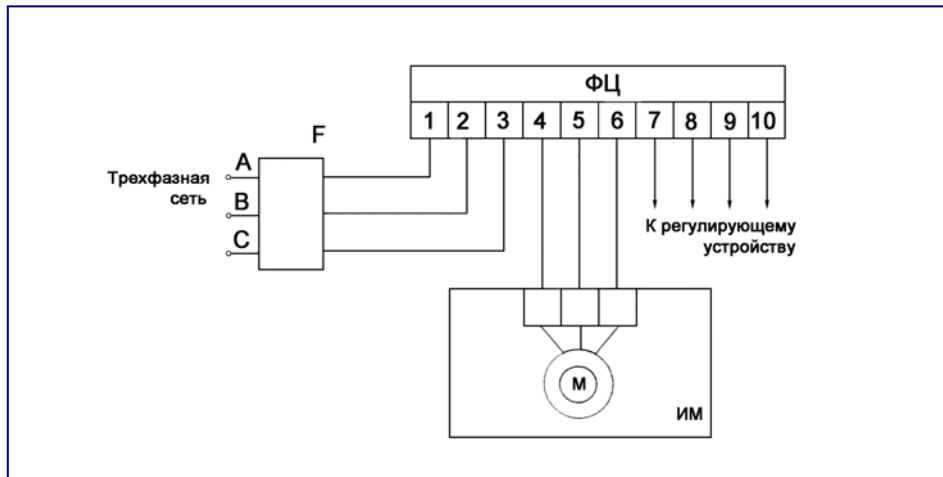 ФЦ
1 2 3 4 5 6 7 8 9 10
F
A
Трехфазная
сеть
B
C
К регулирующему
устройству
М
ИМ